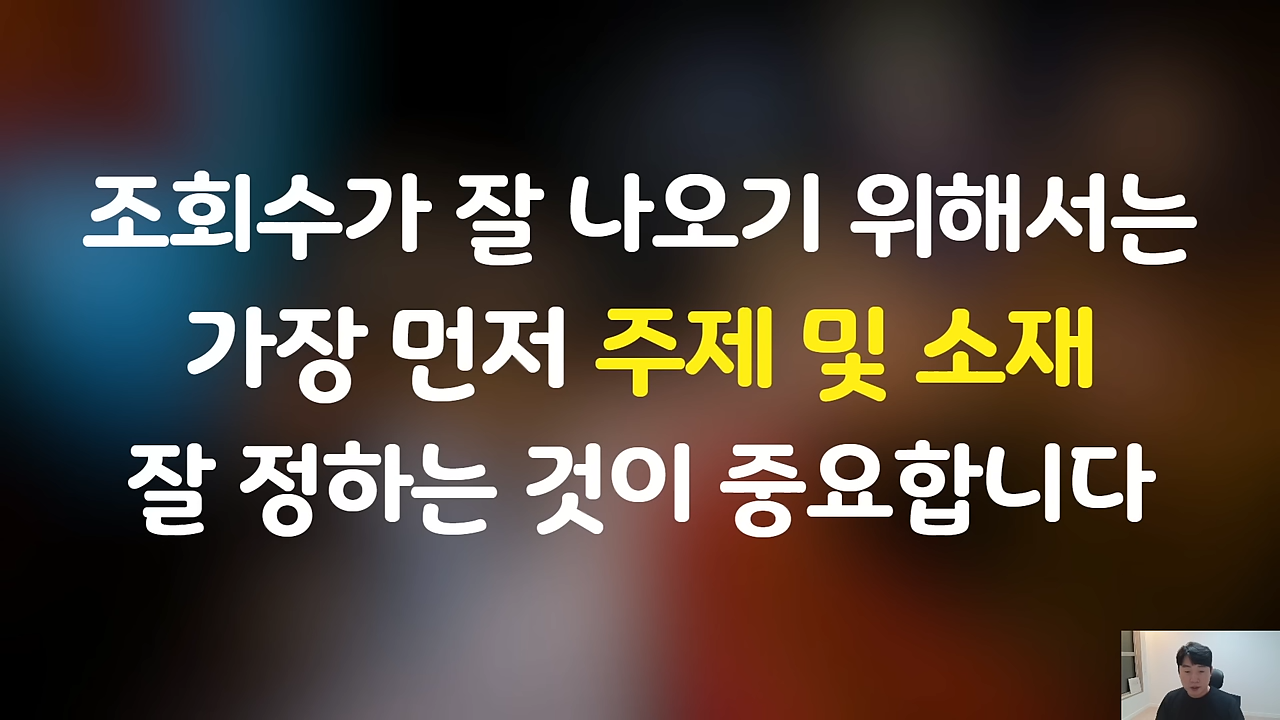 조회수가 잘 나오기 위해서는
가장 먼저 주제 및 소재
잘 정하는 것이 중요합니다